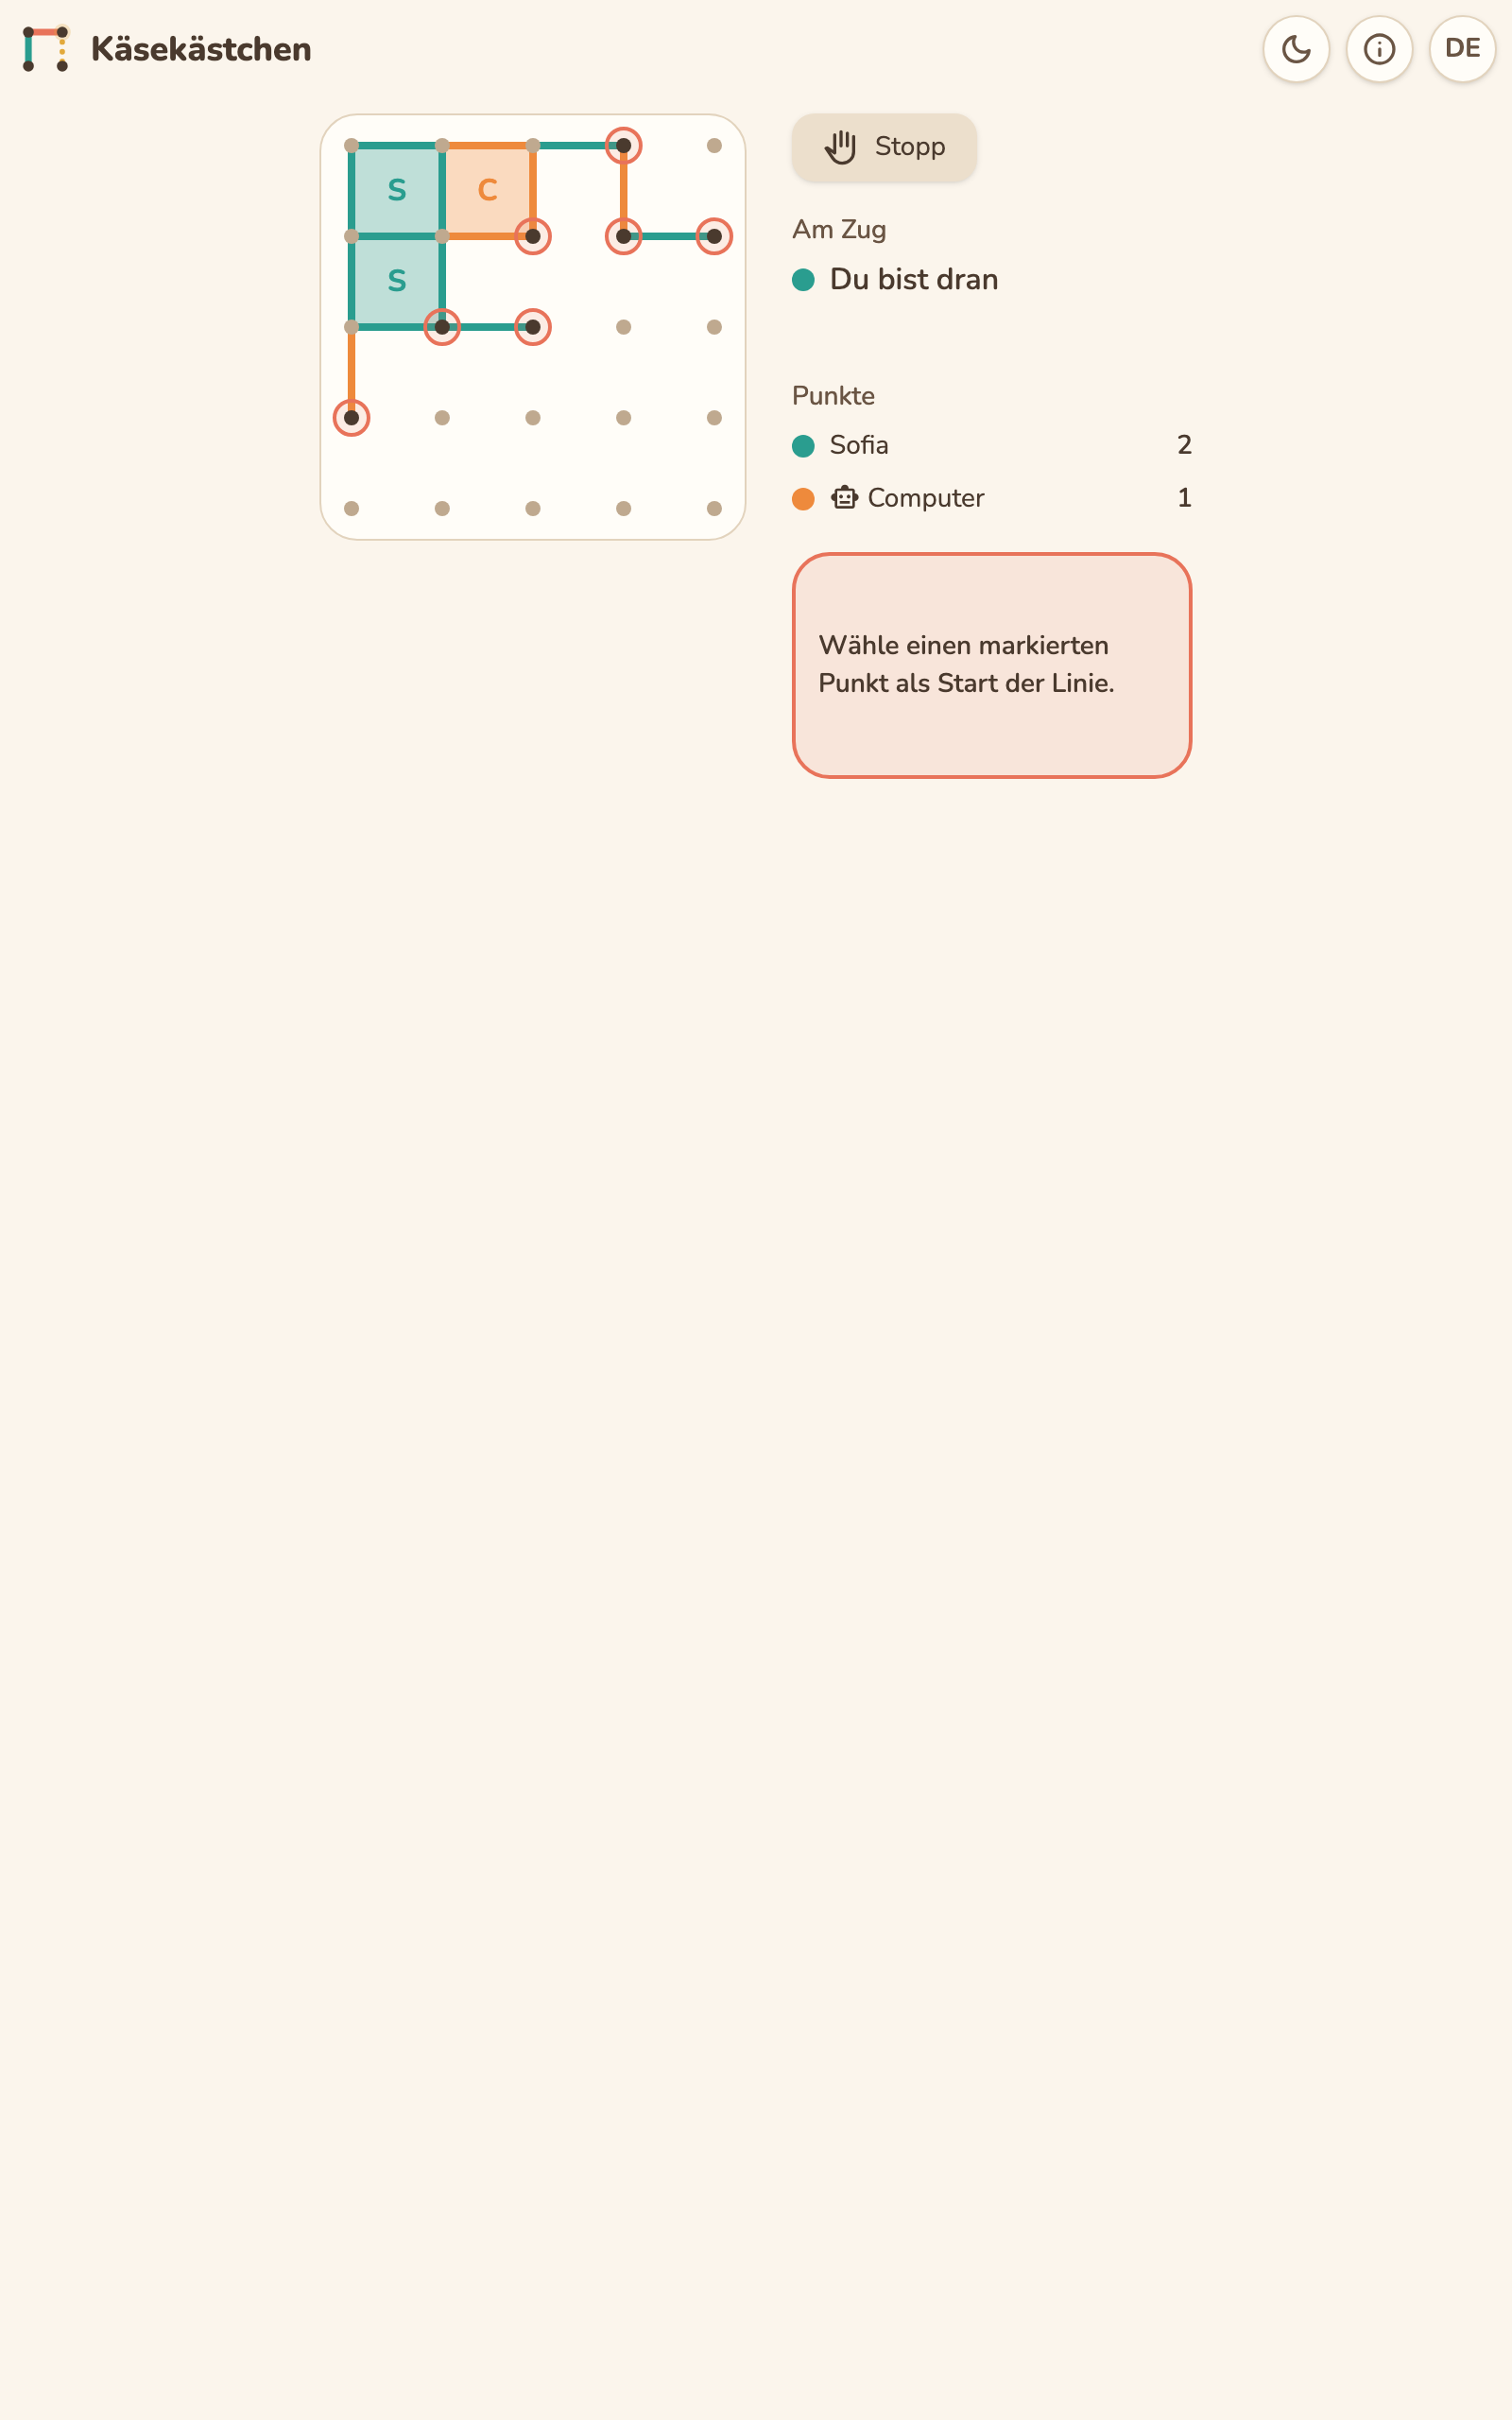 Käsekästchen
DE
S
C
S
Stopp
Am Zug
Du bist dran
Punkte
Sofia 2
Computer 1
Wähle einen markierten
Punkt als Start der Linie.